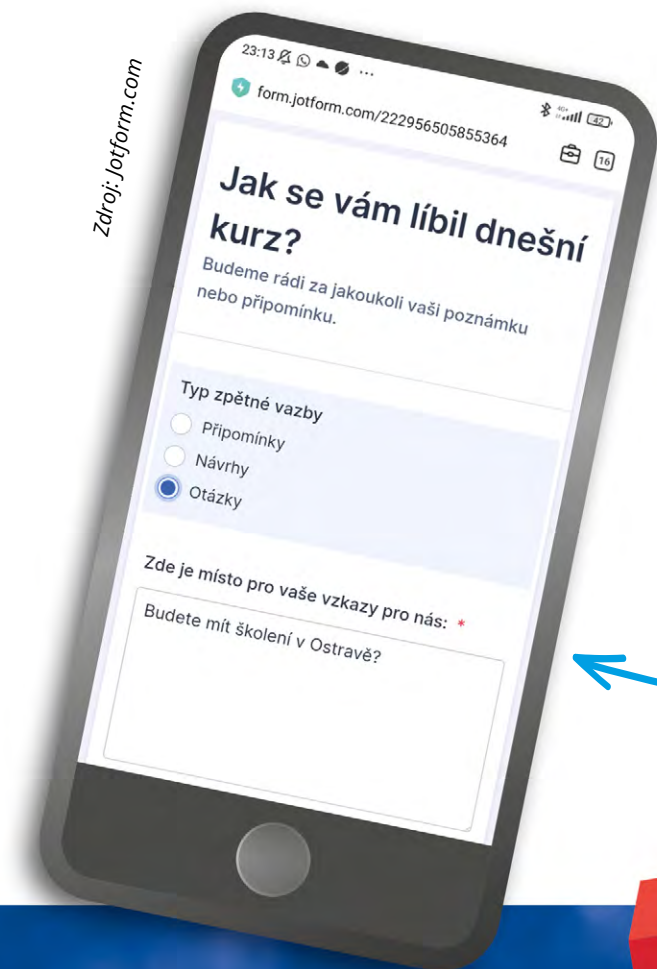 Zdroj: Jotform.com
23:13
4G+
42
form.jotform.com/222956505855364
16
Jak se vám líbil dnešní
kurz?
Budeme rádi za jakoukoli vaši poznámku
nebo připomínku.
Typ zpětné vazby
Připomínky
Návrhy
Otázky
Zde je místo pro vaše vzkazy pro nás: *
Budete mít školení v Ostravě?